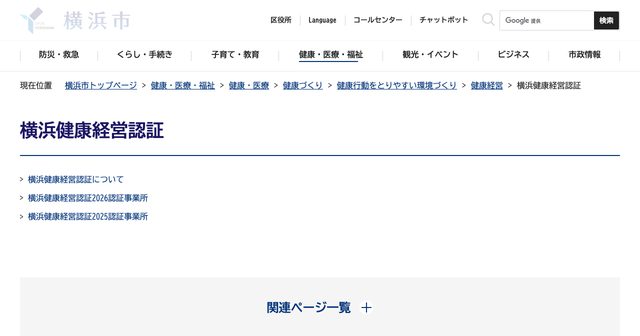 横浜市
区役所 Language コールセンター チャットボット Google 提供 検索
防災・救急 くらし・手続き 子育て・教育 健康・医療・福祉 観光・イベント ビジネス 市政情報
現在位置 横浜市トップページ > 健康・医療・福祉 > 健康・医療 > 健康づくり > 健康行動をとりやすい環境づくり > 健康経営 > 横浜健康経営認証
横浜健康経営認証
> 横浜健康経営認証について
> 横浜健康経営認証2026認証事業所
> 横浜健康経営認証2025認証事業所
関連ページ一覧 +